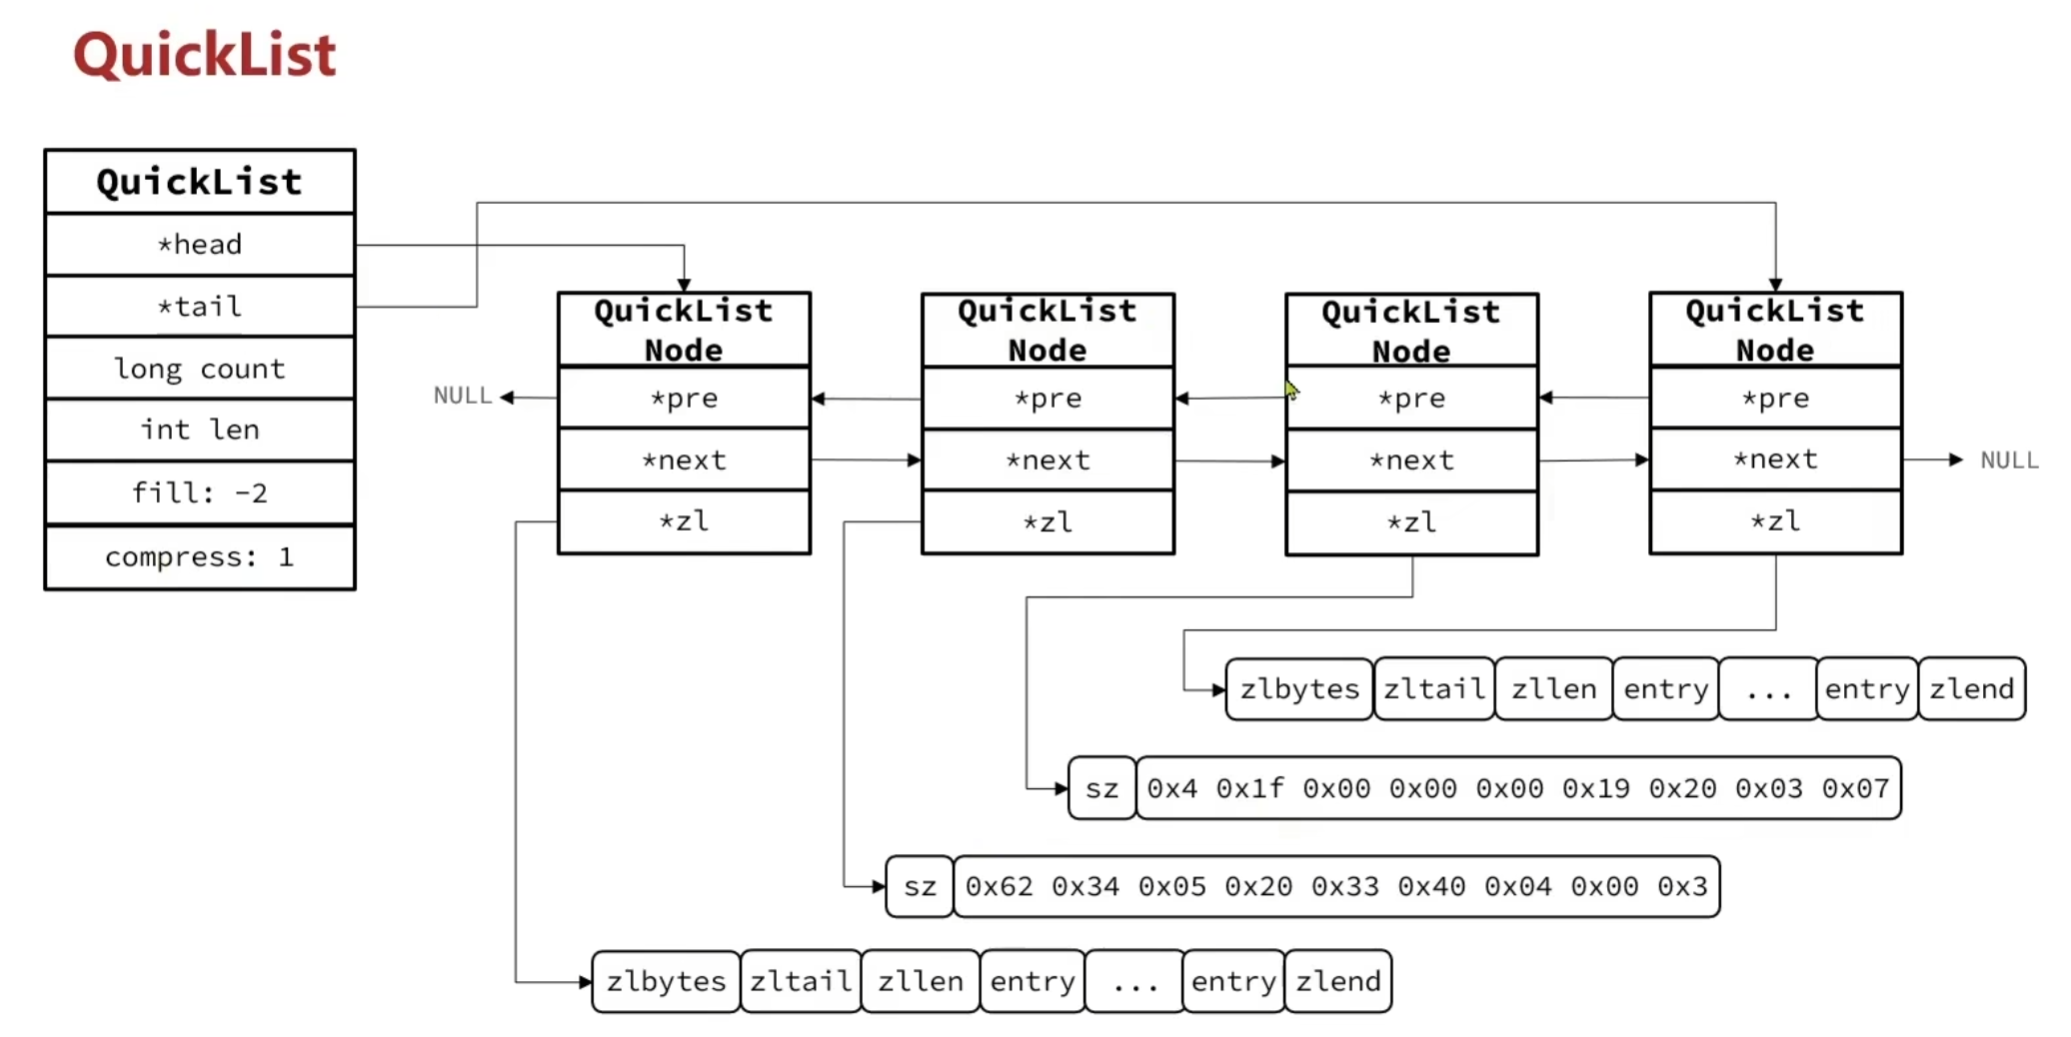 QuickList
QuickList
*head
*tail
long count
int len
fill: -2
compress: 1
NULL
QuickList
Node
*pre
*next
*zl
QuickList
Node
*pre
*next
*zl
QuickList
Node
*pre
*next
*zl
QuickList
Node
*pre
*next
*zl
NULL
zlbytes zltail zllen entry ... entry zlend
sz 0x4 0x1f 0x00 0x00 0x00 0x19 0x20 0x03 0x07
sz 0x62 0x34 0x05 0x20 0x33 0x40 0x04 0x00 0x3
zlbytes zltail zllen entry ... entry zlend